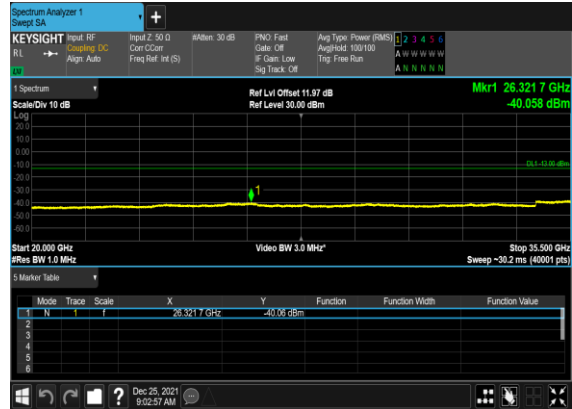 Spectrum Analyzer 1
Swept SA
+
KEYSIGHT Input: RF Input Z: 50 Ω #Atten: 30 dB PNO: Fast Avg Type: Power (RMS) 1 2 3 4 5 6
RL Coupling: DC Corr CCorr Gate: Off Avg|Hold: 100/100 A W W W W W
Align: Auto Freq Ref: Int (S) IF Gain: Low Trig: Free Run
Sig Track: Off A N N N N N
1 Spectrum
Ref Lvl Offset 11.97 dB Mkr1 26.321 7 GHz
Scale/Div 10 dB Ref Level 30.00 dBm -40.058 dBm
Log
20.0
10.0
0.00
-10.0
DL1 -13.00 dBm
-20.0
-30.0
1
-40.0
-50.0
-60.0
Start 20.000 GHz Video BW 3.0 MHz* Stop 35.500 GHz
#Res BW 1.0 MHz Sweep ~30.2 ms (40001 pts)
5 Marker Table
Mode Trace Scale X Y Function Function Width Function Value
1 N 1 f 26.321 7 GHz -40.06 dBm
2
3
4
5
6
? Dec 25, 2021
9:02:57 AM